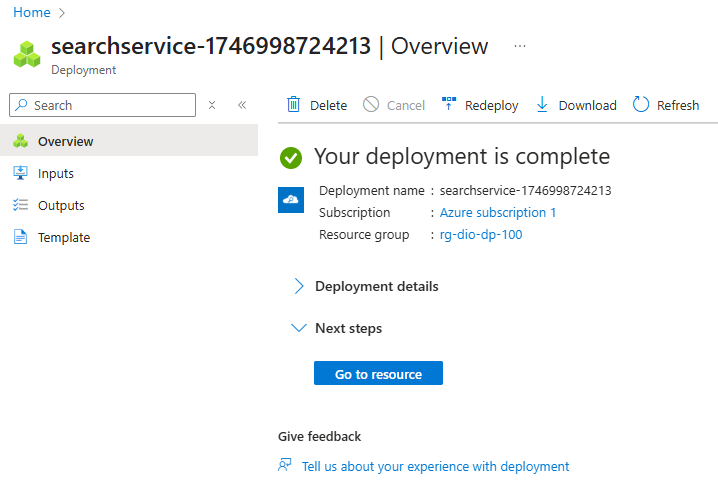 Home >
searchservice-1746998724213 | Overview ...
Deployment
Search
Overview
Inputs
Outputs
Template
Delete Cancel Redeploy Download Refresh
Your deployment is complete
Deployment name : searchservice-1746998724213
Subscription : Azure subscription 1
Resource group : rg-dio-dp-100
Deployment details
Next steps
Go to resource
Give feedback
Tell us about your experience with deployment